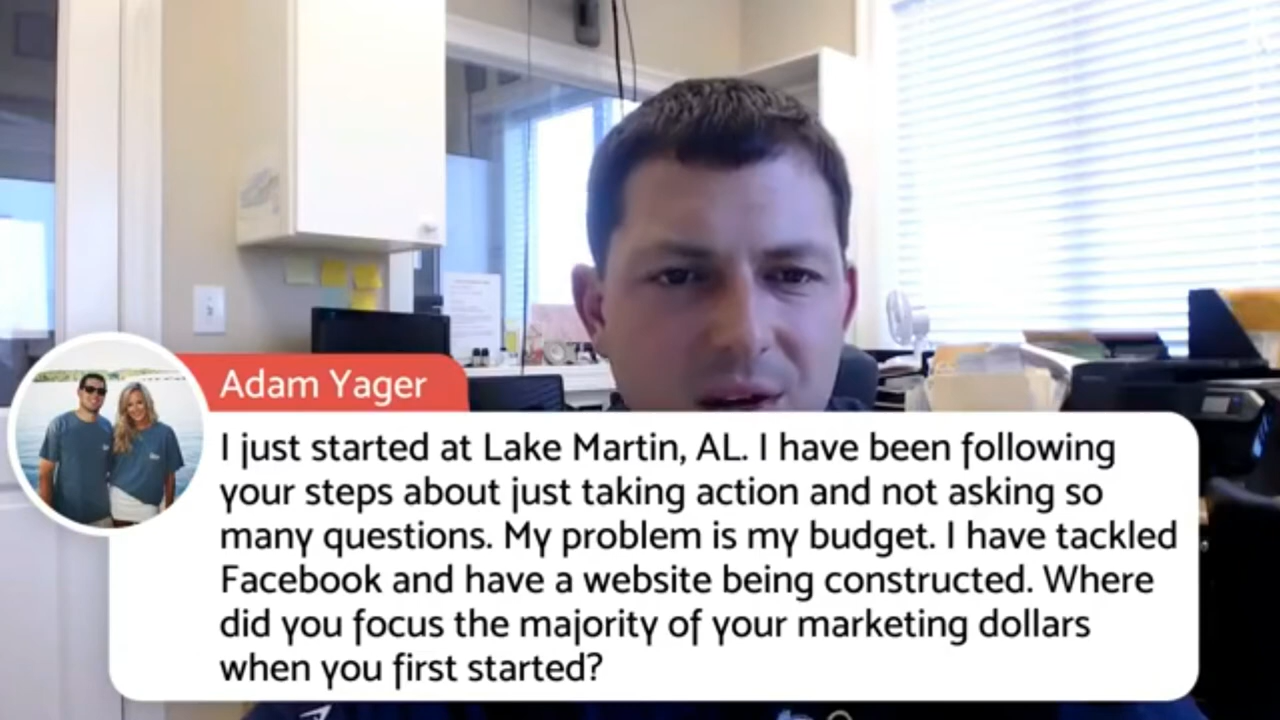 Adam Yager
I just started at Lake Martin, AL. I have been following
your steps about just taking action and not asking so
many questions. My problem is my budget. I have tackled
Facebook and have a website being constructed. Where
did you focus the majority of your marketing dollars
when you first started?